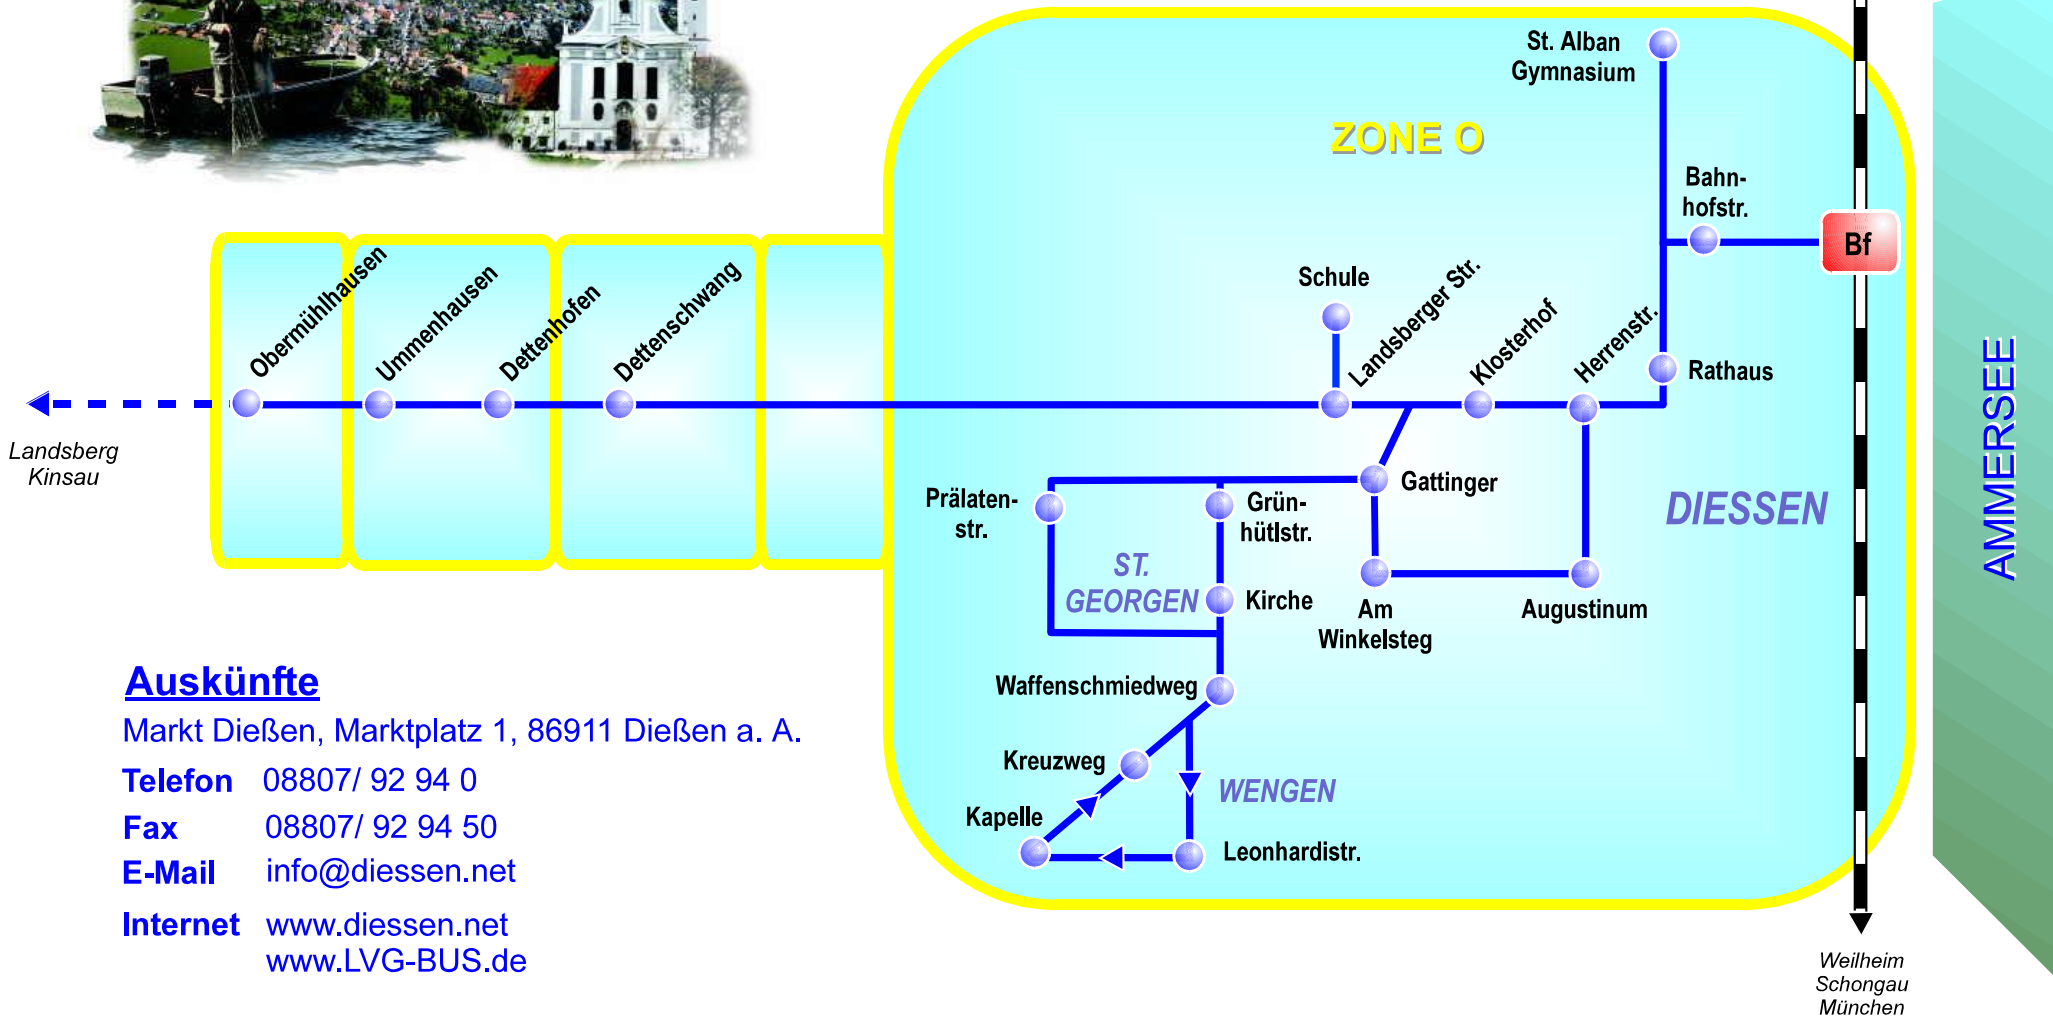 St. Alban
Gymnasium
ZONE O
Bahn-
hofstr.
Bf
Schule
Landsberger Str.
Klosterhof
Herrenstr.
Rathaus
Obermühlhausen
Ummenhausen
Dettenhofen
Dettenschwang
Landsberg
Kinsau
AMMERSEE
Gattinger
DIESSEN
Prälaten-
str.
Grün-
hütlstr.
ST.
GEORGEN
Kirche
Am
Winkelsteg
Augustinum
Waffenschmiedweg
Kreuzweg
WENGEN
Kapelle
Leonhardistr.
Auskünfte
Markt Dießen, Marktplatz 1, 86911 Dießen a. A.
Telefon 08807/ 92 94 0
Fax 08807/ 92 94 50
E-Mail info@diessen.net
Internet www.diessen.net
www.LVG-BUS.de
Weilheim
Schongau
München